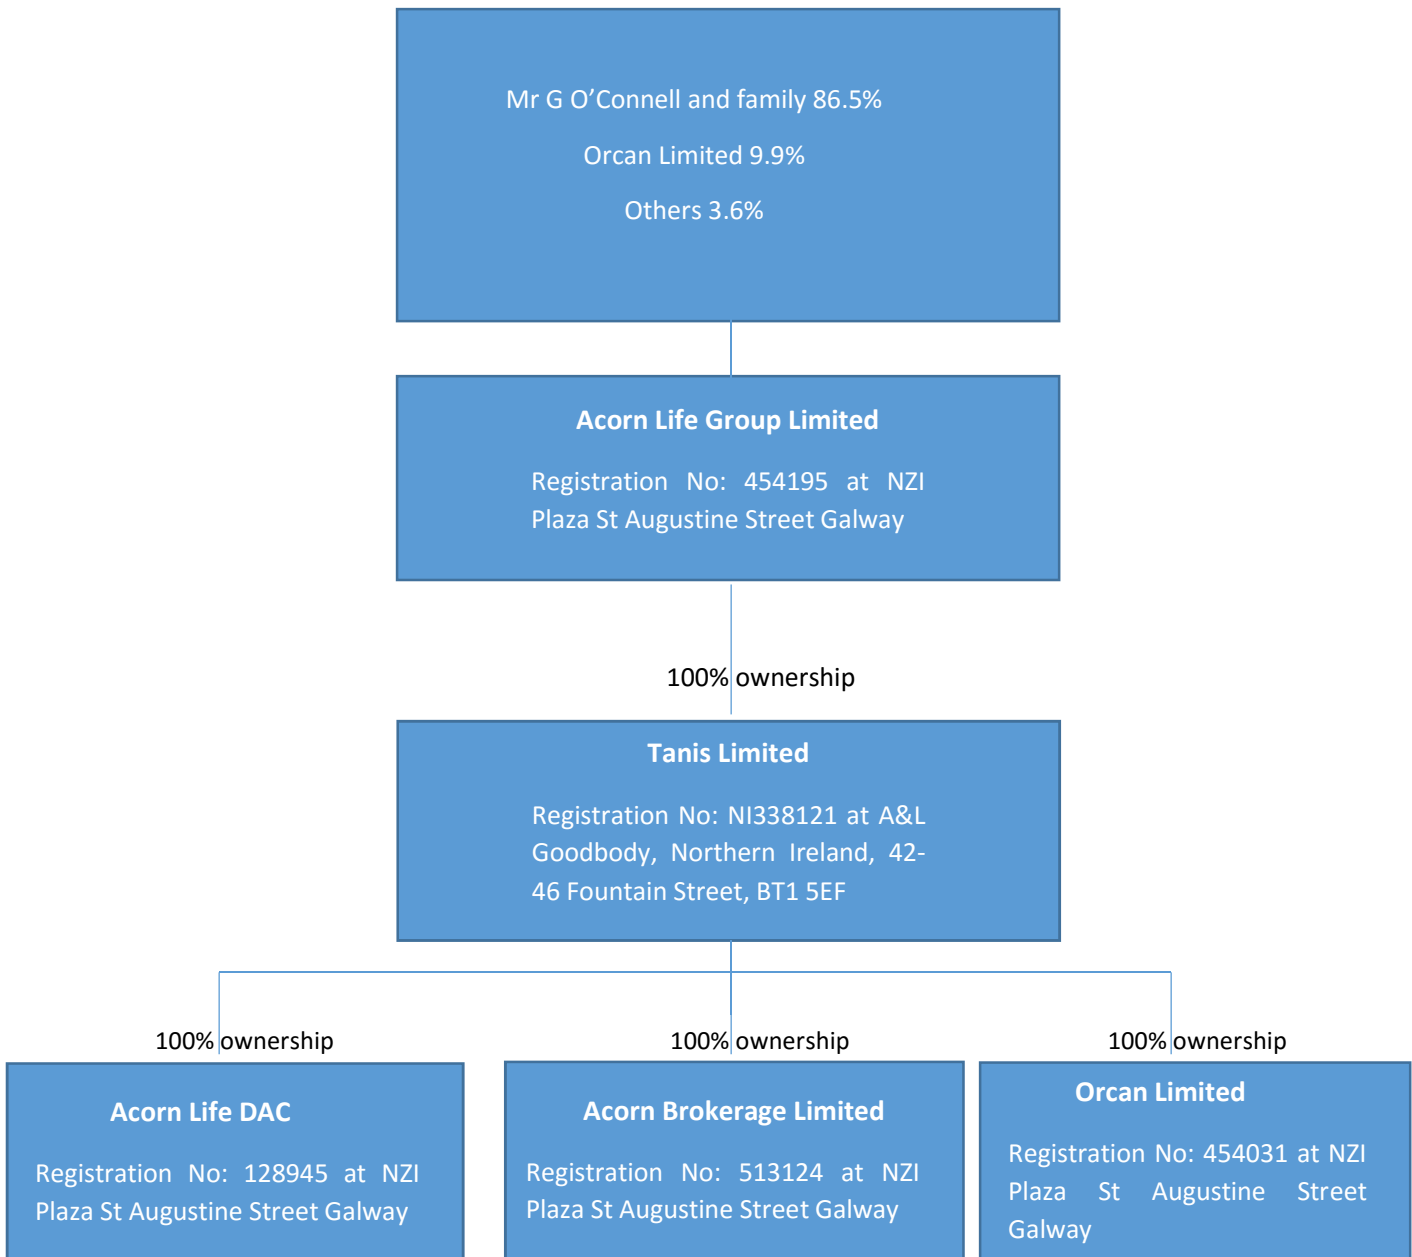 Mr G O’Connell and family 86.5%
Orcan Limited 9.9%
Others 3.6%
Acorn Life Group Limited
Registration No: 454195 at NZI
Plaza St Augustine Street Galway
100% ownership
Tanis Limited
Registration No: NI338121 at A&L
Goodbody, Northern Ireland, 42-
46 Fountain Street, BT1 5EF
100% ownership
100% ownership
100% ownership
Acorn Life DAC
Registration No: 128945 at NZI
Plaza St Augustine Street Galway
Acorn Brokerage Limited
Registration No: 513124 at NZI
Plaza St Augustine Street Galway
Orcan Limited
Registration No: 454031 at NZI
Plaza St Augustine Street
Galway